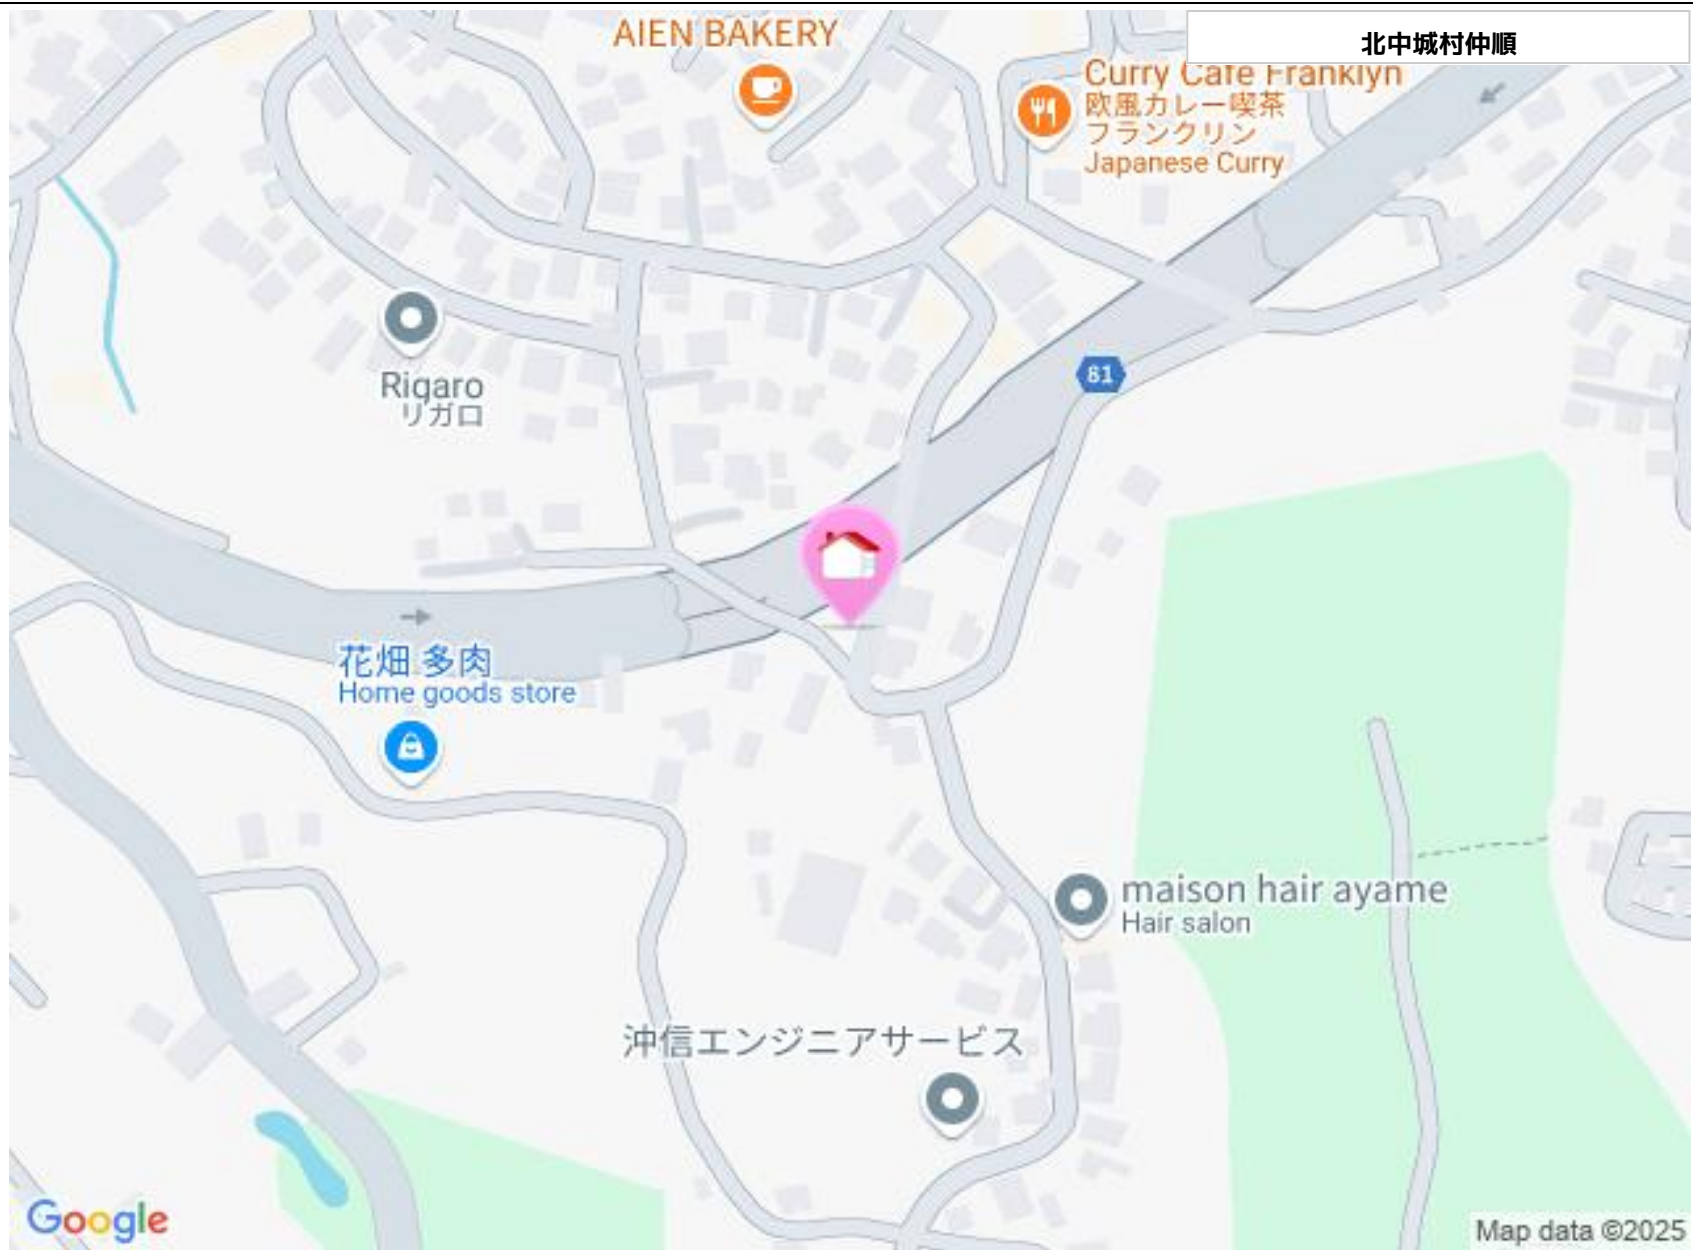 AIEN BAKERY
北中城村仲順
Curry Cafe Franklyn
欧風カレー喫茶
フランクリン
Japanese Curry
81
Rigaro
リガロ
花畑 多肉
Home goods store
maison hair ayame
Hair salon
沖信エンジニアサービス
Google
Map data ©2025